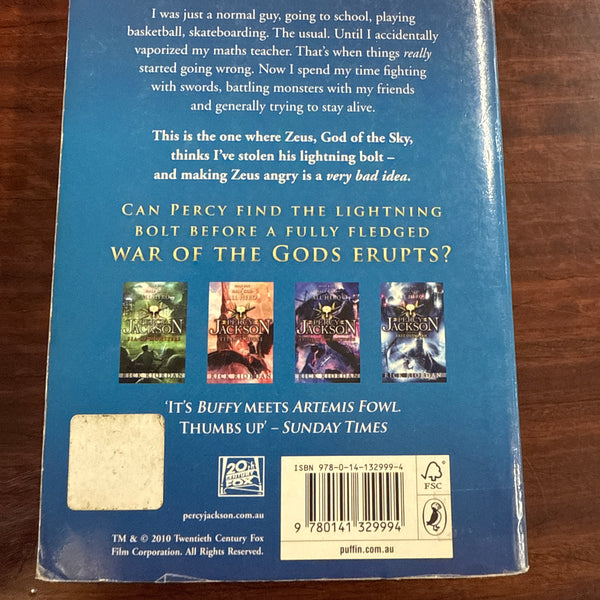 I was just a normal guy, going to school, playing
basketball, skateboarding. The usual. Until I accidentally
vaporized my maths teacher. That's when things really
started going wrong. Now I spend my time fighting
with swords, battling monsters with my friends
and generally trying to stay alive.
This is the one where Zeus, God of the Sky,
thinks I've stolen his lightning bolt –
and making Zeus angry is a very bad idea.
CAN PERCY FIND THE LIGHTNING
BOLT BEFORE A FULLY FLEDGED
WAR OF THE GODS ERUPTS?
PERCY
JACKSON
RICK RIORDAN
PERCY
JACKSON
RICK RIORDAN
PERCY
JACKSON
RICK RIORDAN
PERCY
JACKSON
RICK RIORDAN
'IT'S BUFFY MEETS ARTEMIS FOWL.
THUMBS UP' – SUNDAY TIMES
20th
CENTURY
FOX
percyjackson.com.au
TM & © 2010 Twentieth Century Fox
Film Corporation. All Rights Reserved.
ISBN 978-0-14-132999-4
9 780141 329994
puffin.com.au
FSC